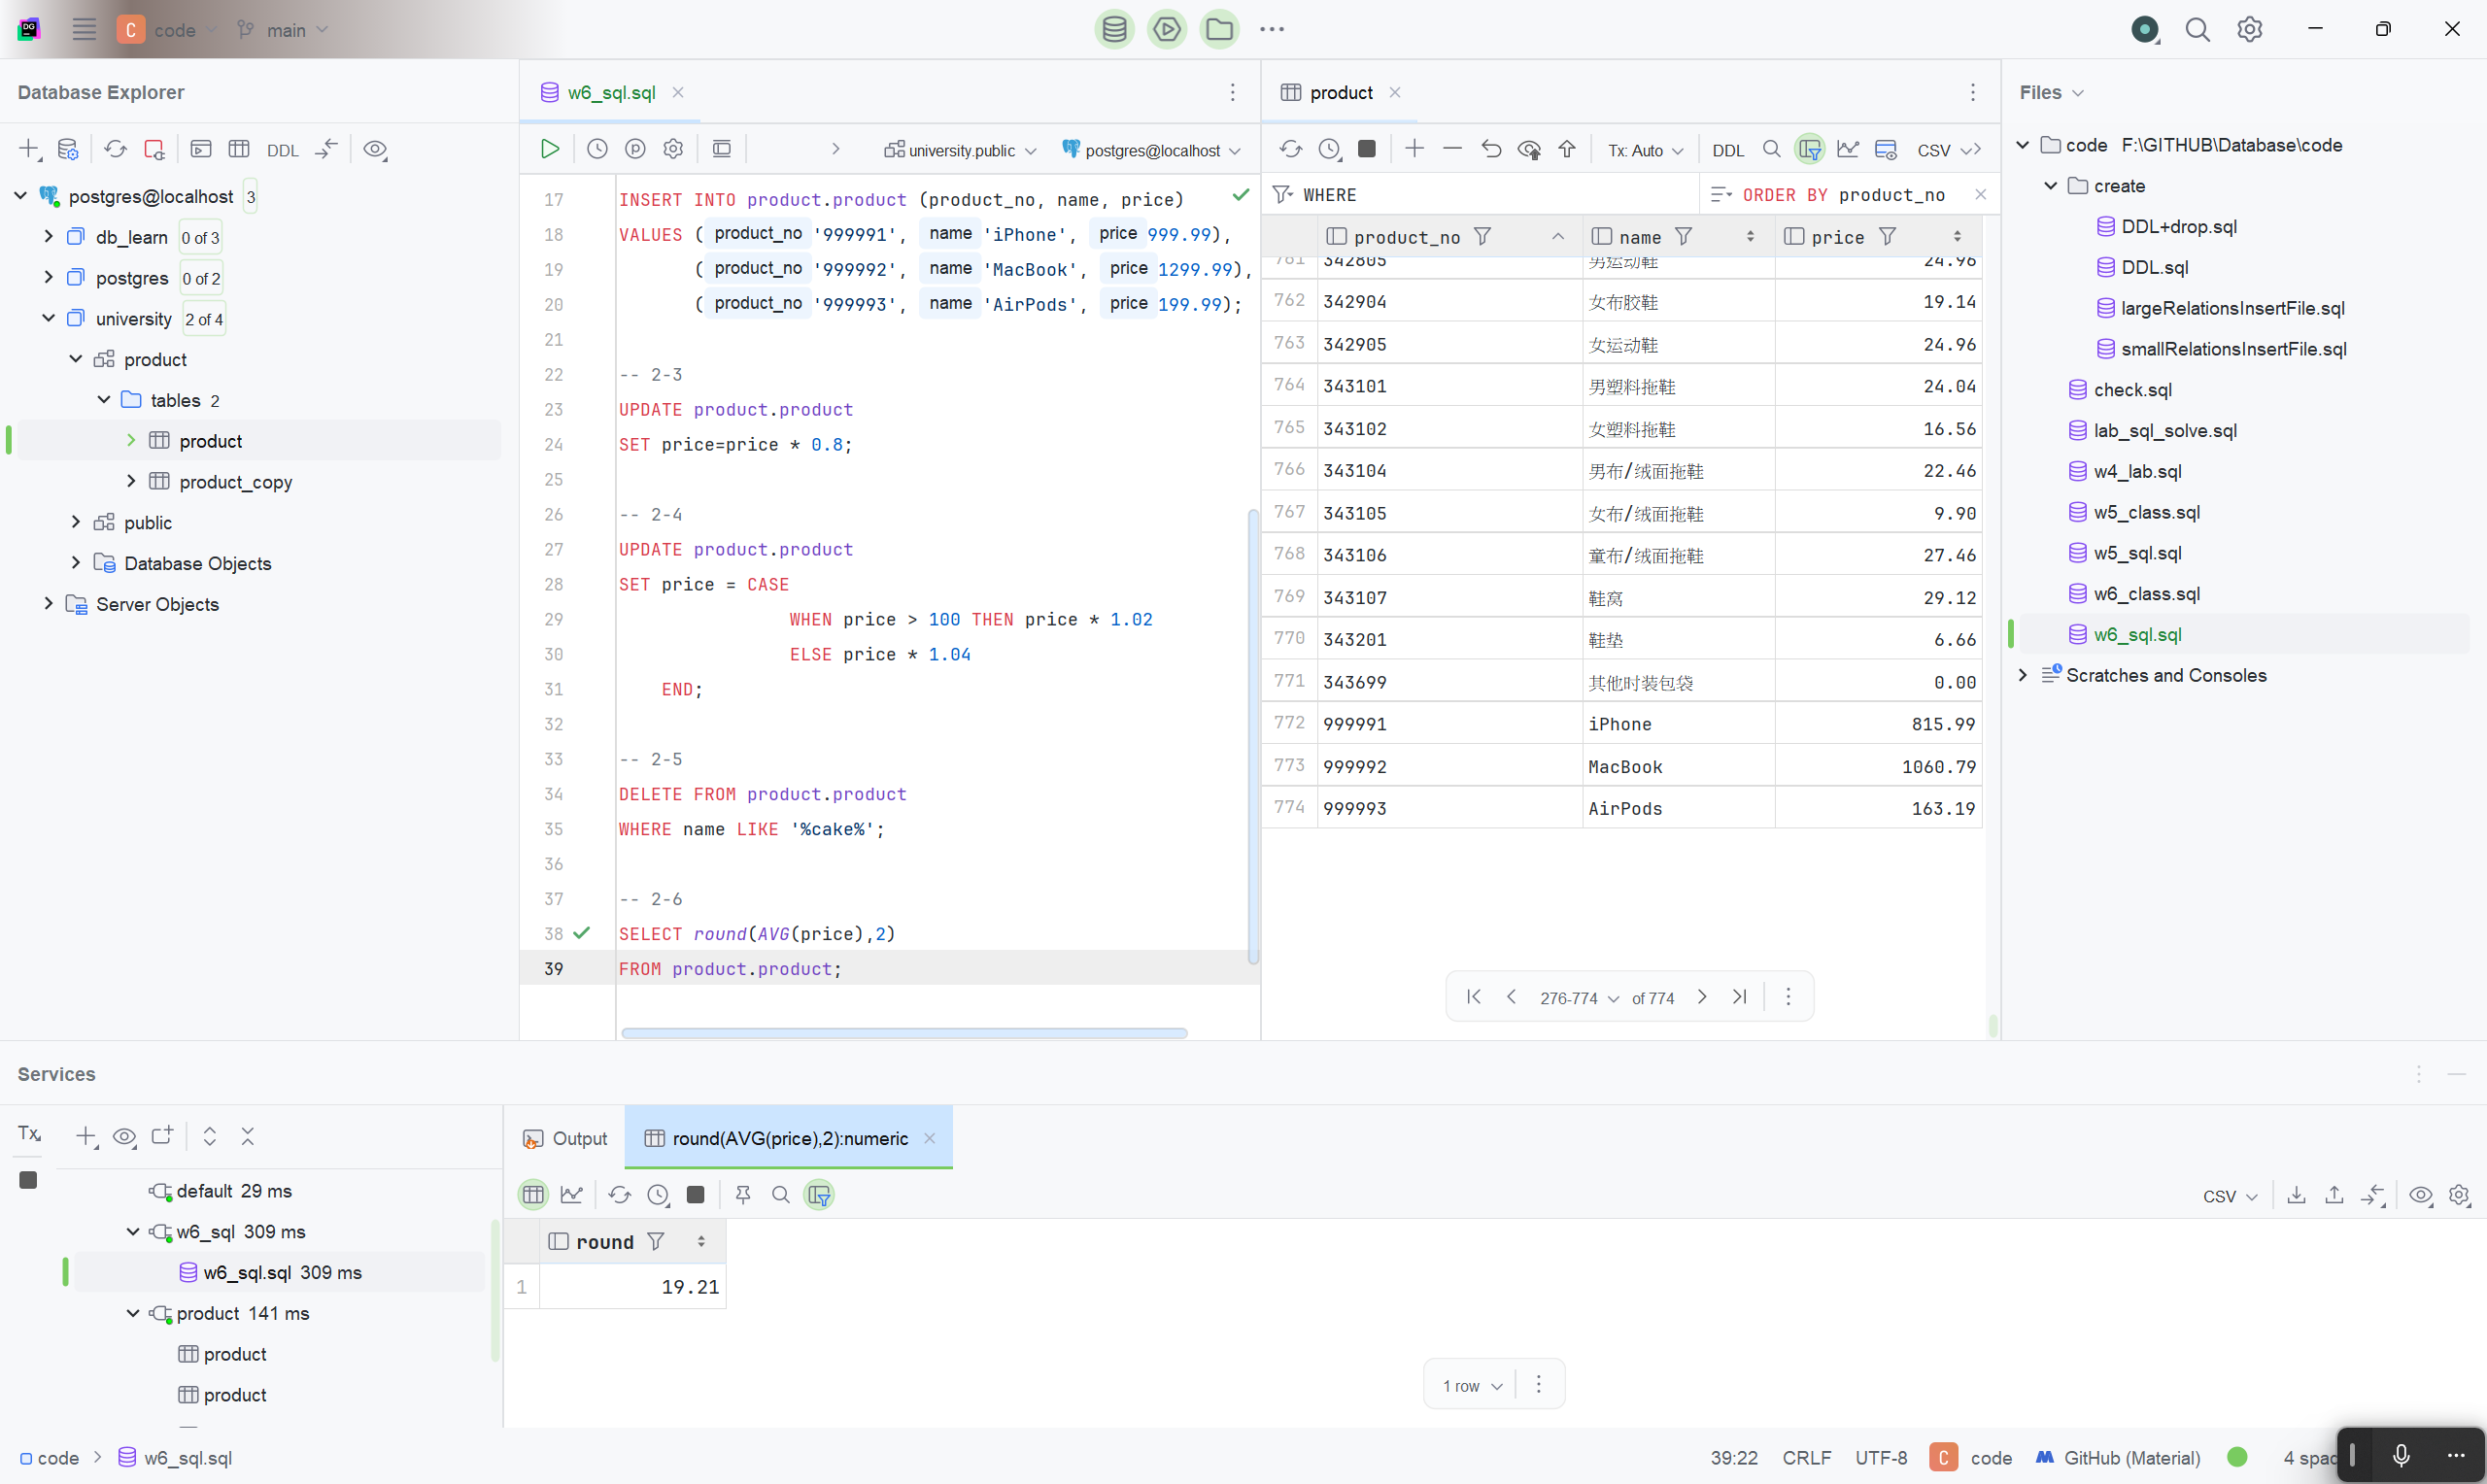 DG
C code main
Database Explorer
DDL
postgres@localhost 3
db_learn 0 of 3
postgres 0 of 2
university 2 of 4
product
tables 2
product
product_copy
public
Database Objects
Server Objects
w6_sql.sql
university.public postgres@localhost
17 INSERT INTO product.product (product_no, name, price)
18 VALUES ( product_no '999991', name 'iPhone', price 999.99),
19 ( product_no '999992', name 'MacBook', price 1299.99),
20 ( product_no '999993', name 'AirPods', price 199.99);
21
22 -- 2-3
23 UPDATE product.product
24 SET price=price * 0.8;
25
26 -- 2-4
27 UPDATE product.product
28 SET price = CASE
29 WHEN price > 100 THEN price * 1.02
30 ELSE price * 1.04
31 END;
32
33 -- 2-5
34 DELETE FROM product.product
35 WHERE name LIKE '%cake%';
36
37 -- 2-6
38 SELECT round(AVG(price),2)
39 FROM product.product;
product
Tx: Auto DDL CSV
WHERE ORDER BY product_no
product_no name price
761 342805 男运动鞋 24.96
762 342904 女布胶鞋 19.14
763 342905 女运动鞋 24.96
764 343101 男塑料拖鞋 24.04
765 343102 女塑料拖鞋 16.56
766 343104 男布/绒面拖鞋 22.46
767 343105 女布/绒面拖鞋 9.90
768 343106 童布/绒面拖鞋 27.46
769 343107 鞋窝 29.12
770 343201 鞋垫 6.66
771 343699 其他时装包袋 0.00
772 999991 iPhone 815.99
773 999992 MacBook 1060.79
774 999993 AirPods 163.19
276-774 of 774
Files
code F:\GITHUB\Database\code
create
DDL+drop.sql
DDL.sql
largeRelationsInsertFile.sql
smallRelationsInsertFile.sql
check.sql
lab_sql_solve.sql
w4_lab.sql
w5_class.sql
w5_sql.sql
w6_class.sql
w6_sql.sql
Scratches and Consoles
Services
Tx
default 29 ms
w6_sql 309 ms
w6_sql.sql 309 ms
product 141 ms
product
product
Output round(AVG(price),2):numeric
CSV
round
1 19.21
1 row
code w6_sql.sql
39:22 CRLF UTF-8 C code GitHub (Material) 4